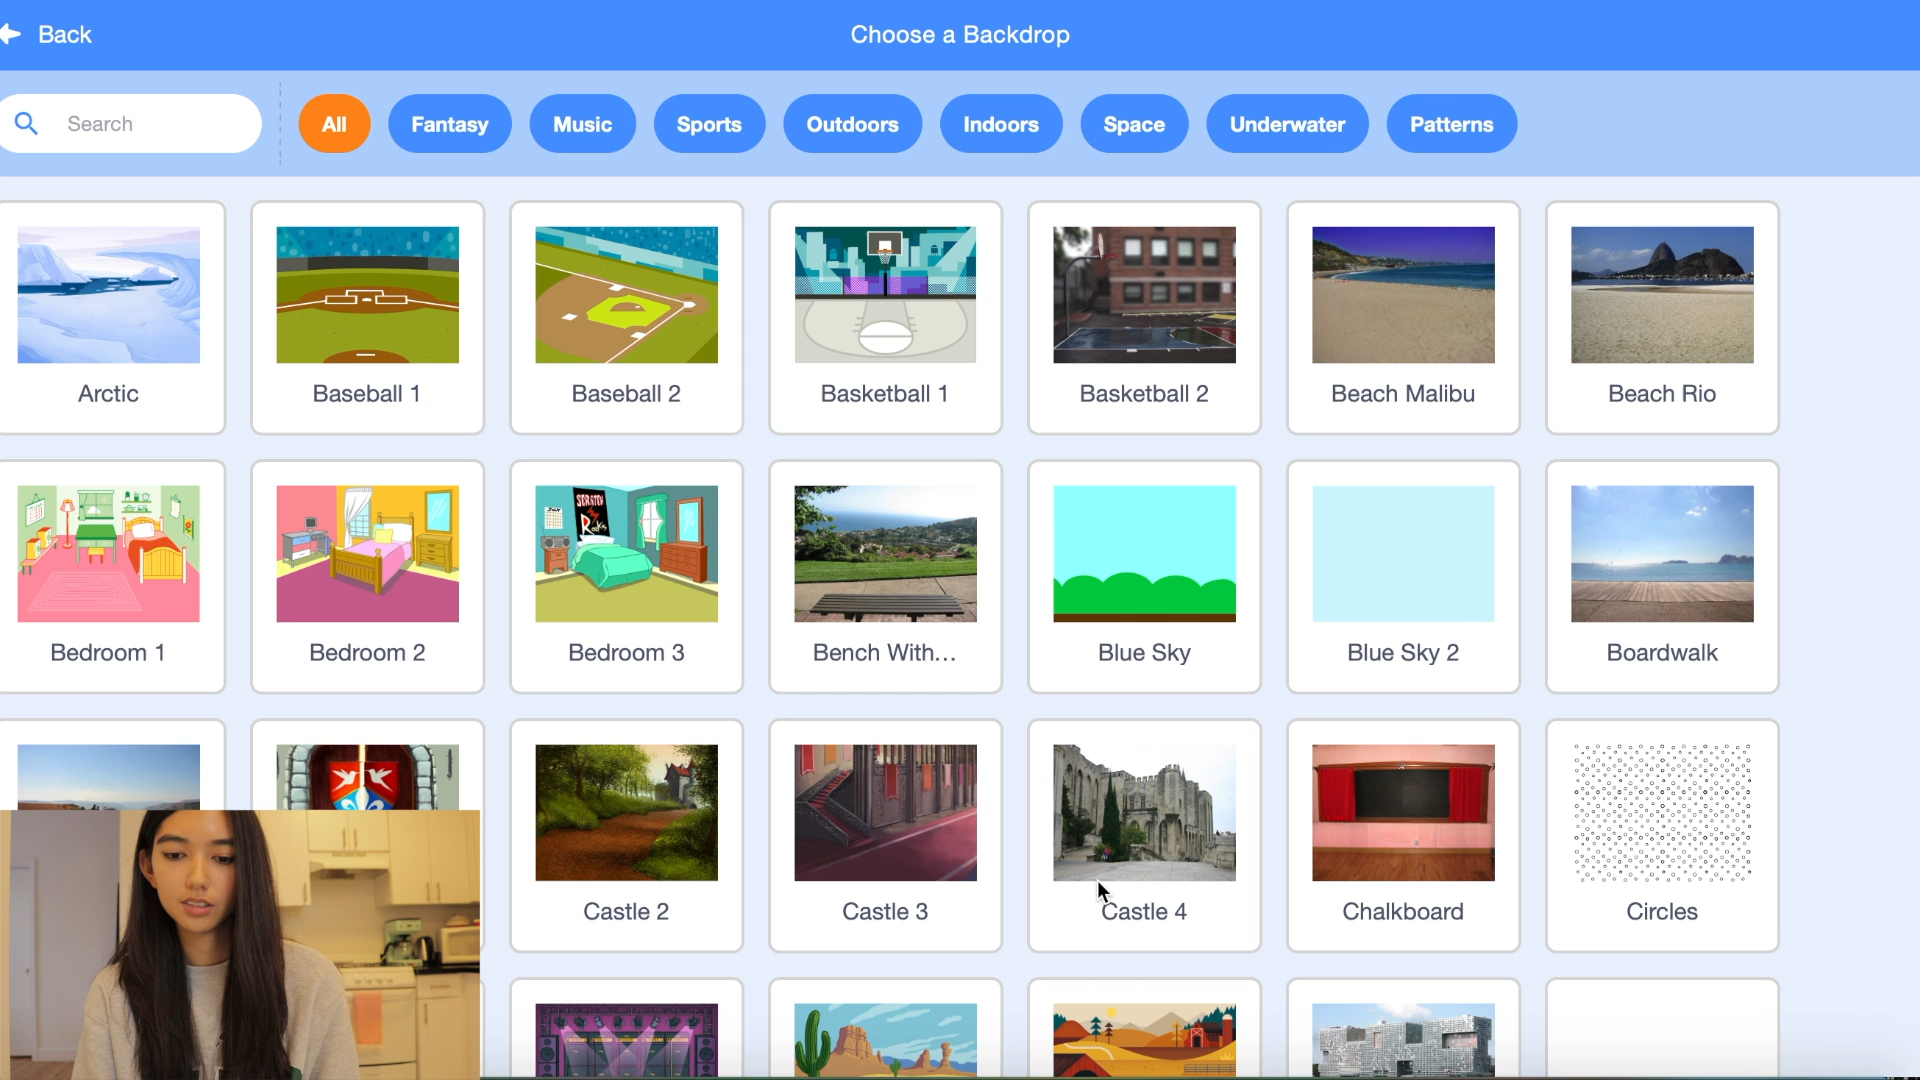 Back
Choose a Backdrop
Search
All
Fantasy
Music
Sports
Outdoors
Indoors
Space
Underwater
Patterns
Arctic
Baseball 1
Baseball 2
Basketball 1
Basketball 2
Beach Malibu
Beach Rio
SCRATCH
Rocks
Bedroom 1
Bedroom 2
Bedroom 3
Bench With...
Blue Sky
Blue Sky 2
Boardwalk
Castle 2
Castle 3
Castle 4
Chalkboard
Circles